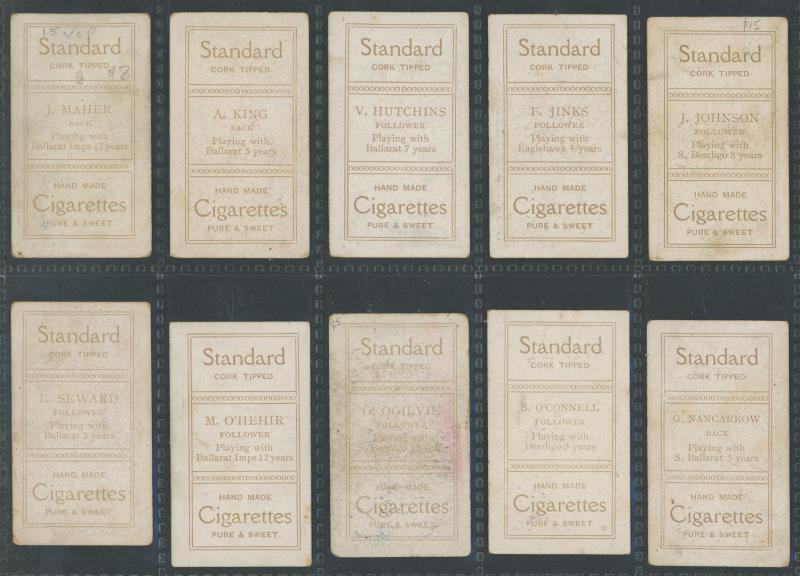 15 vep
Standard
CORK TIPPED
J. MAHER
BACK
Playing with
Ballarat Imps 17 years
HAND MADE
Cigarettes
PURE & SWEET
Standard
CORK TIPPED
A. KING
BACK
Playing with
Ballarat 5 years
HAND MADE
Cigarettes
PURE & SWEET
Standard
CORK TIPPED
V. HUTCHINS
FOLLOWER
Playing with
Ballarat 7 years
HAND MADE
Cigarettes
PURE & SWEET
Standard
CORK TIPPED
F. JINKS
FOLLOWER
Playing with
Eaglehawk 4 years
HAND MADE
Cigarettes
PURE & SWEET
£15
Standard
CORK TIPPED
J. JOHNSON
FOLLOWER
Playing with
S. Bendigo 8 years
HAND MADE
Cigarettes
PURE & SWEET
Standard
CORK TIPPED
L. SEWARD
FOLLOWER
Playing with
Ballarat 3 years
HAND MADE
Cigarettes
PURE & SWEET
Standard
CORK TIPPED
M. O'HEHIR
FOLLOWER
Playing with
Ballarat Imps 12 years
HAND MADE
Cigarettes
PURE & SWEET
Standard
CORK TIPPED
G. OGILVIE
FOLLOWER
Playing with
S. Bendigo
HAND MADE
Cigarettes
PURE & SWEET
Standard
CORK TIPPED
S. O'CONNELL
FOLLOWER
Playing with
Bendigo 3 years
HAND MADE
Cigarettes
PURE & SWEET
Standard
CORK TIPPED
G. NANCARROW
BACK
Playing with
S. Ballarat 5 years
HAND MADE
Cigarettes
PURE & SWEET